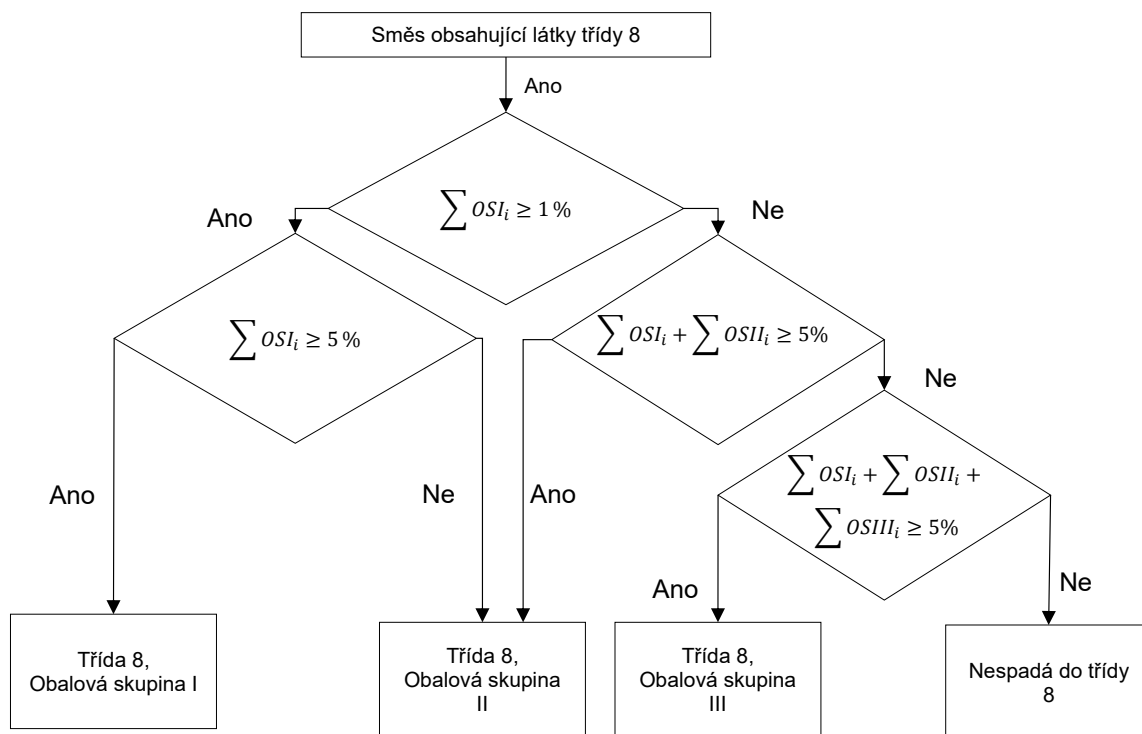 Směs obsahující látky třídy 8
Ano
∑ OSI_i ≥ 1 %
Ano
Ne
∑ OSI_i ≥ 5 %
∑ OSI_i + ∑ OSII_i ≥ 5%
Ne
∑ OSI_i + ∑ OSII_i +
∑ OSIII_i ≥ 5%
Ano
Ne
Ano
Ano
Ne
Třída 8,
Obalová skupina I
Třída 8,
Obalová skupina
II
Třída 8,
Obalová skupina
III
Nespadá do třídy
8